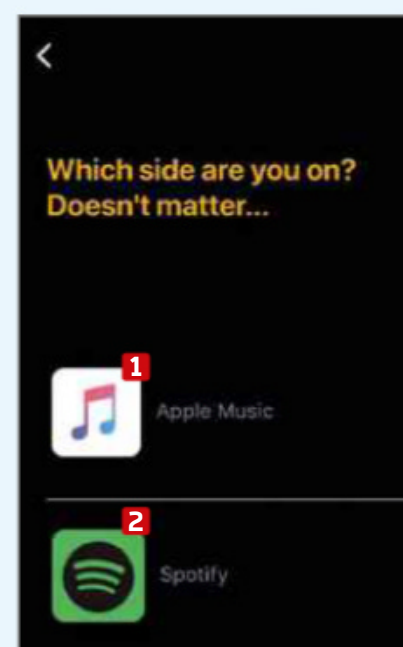 Which side are you on?
Doesn't matter...
1
Apple Music
2
Spotify